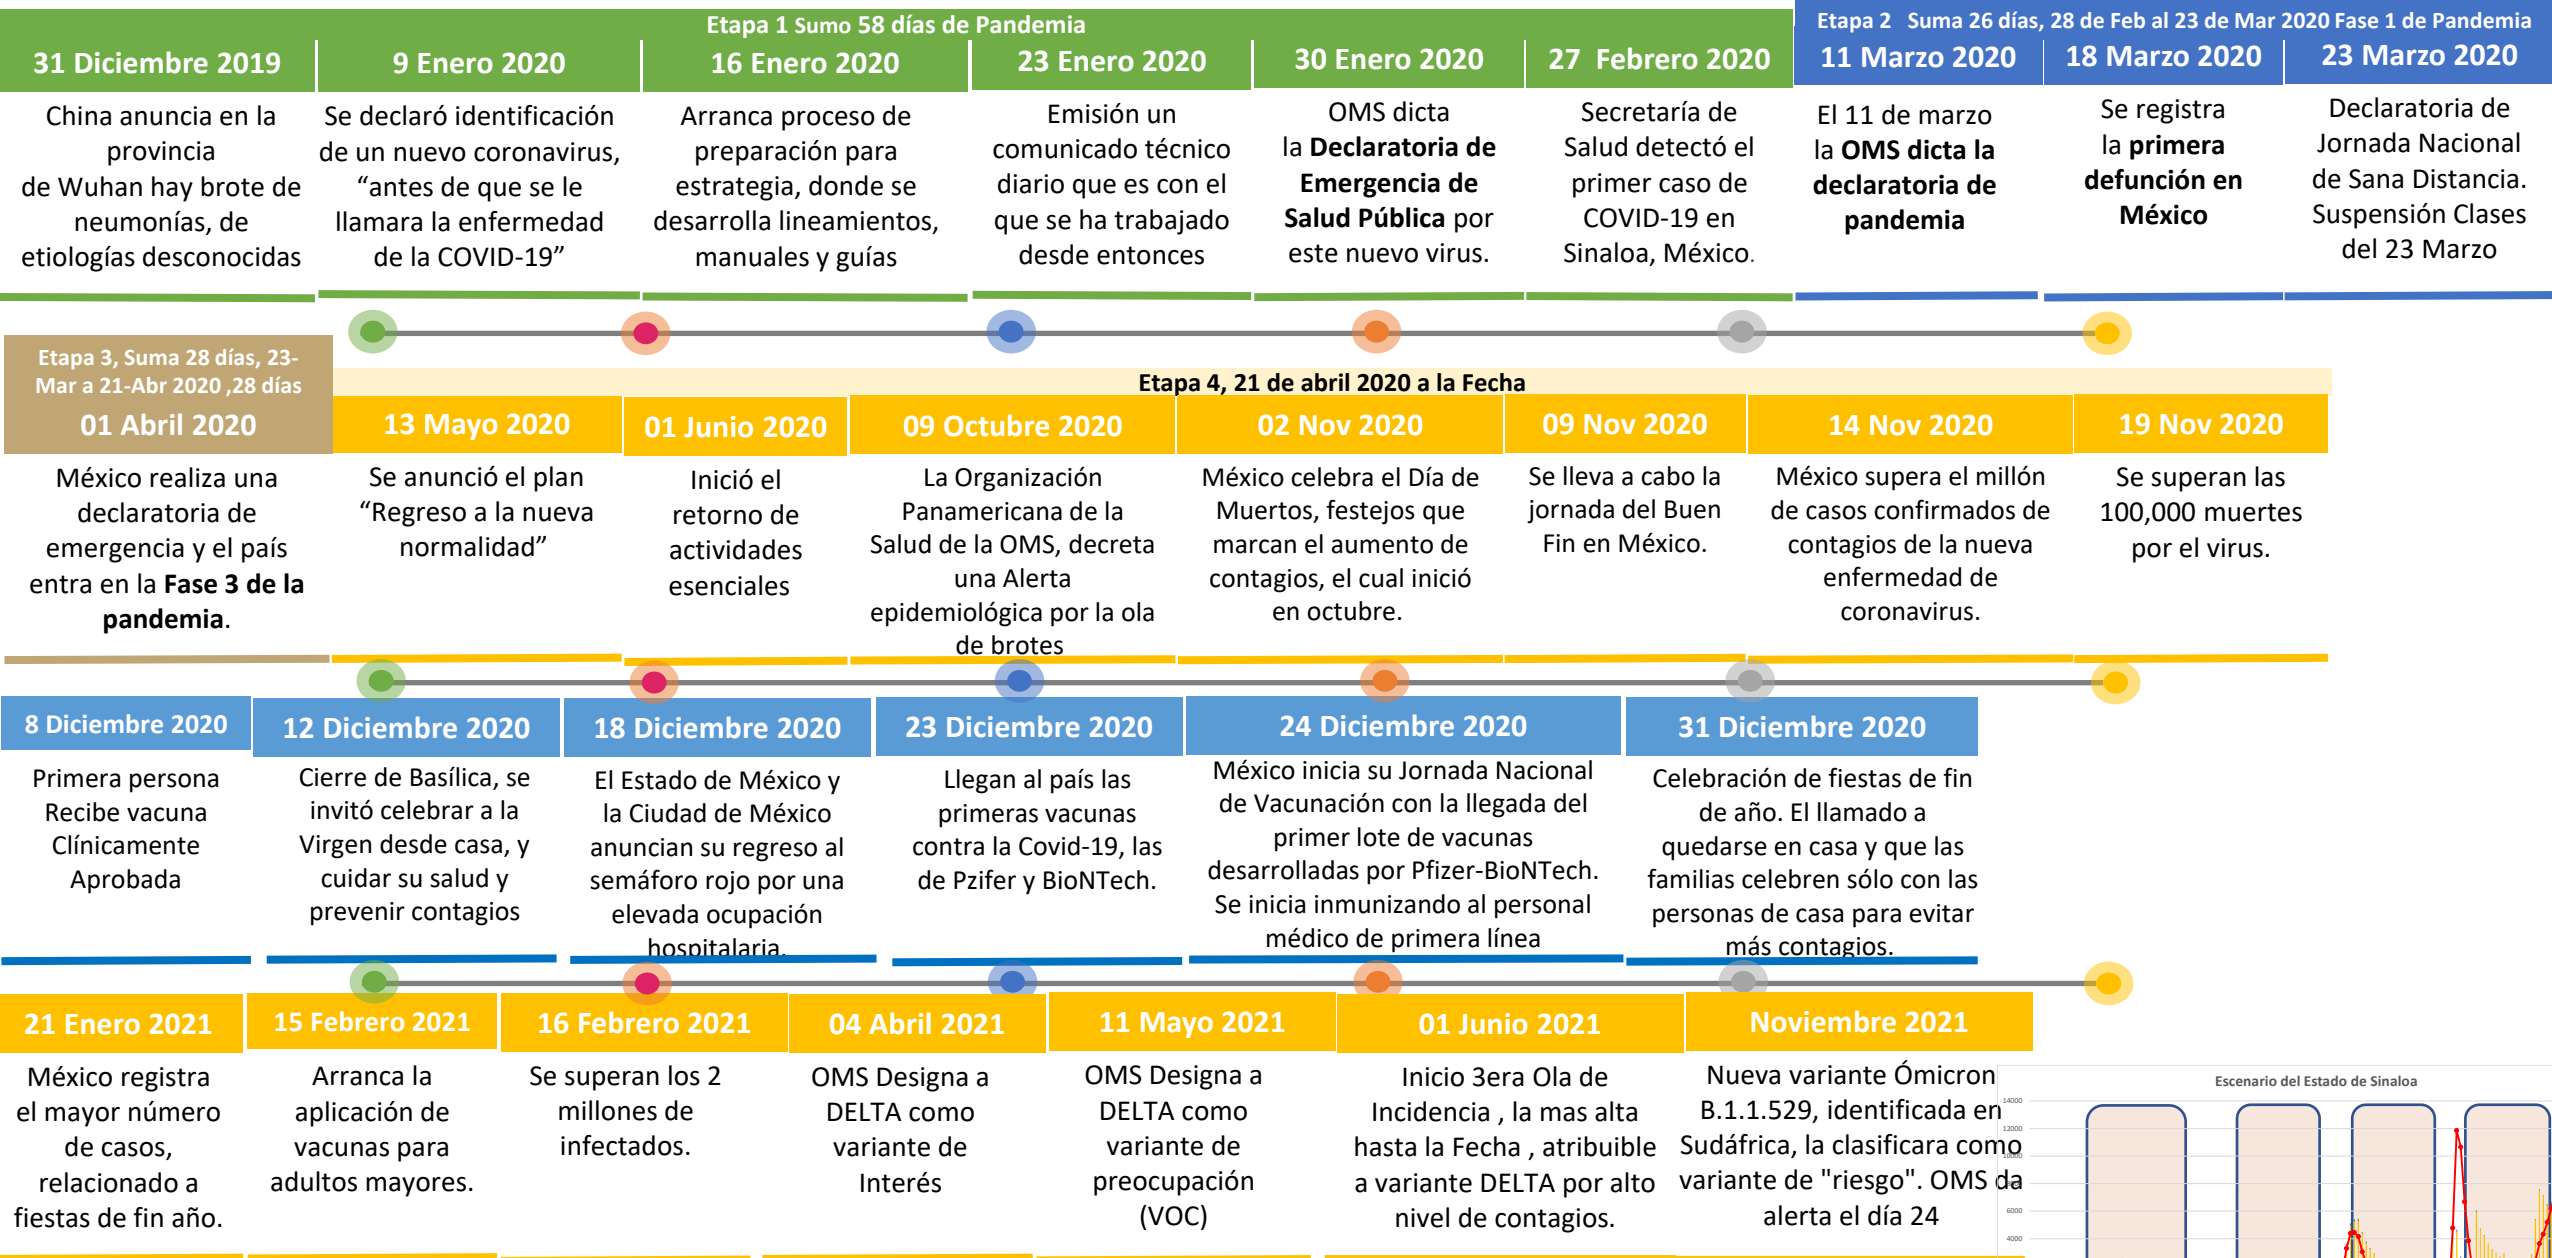 Etapa 1 Sumo 58 días de Pandemia
31 Diciembre 2019
China anuncia en la
provincia
de Wuhan hay brote de
neumonías, de
etiologías desconocidas
9 Enero 2020
Se declaró identificación
de un nuevo coronavirus,
“antes de que se le
llamara la enfermedad
de la COVID-19”
16 Enero 2020
Arranca proceso de
preparación para
estrategia, donde se
desarrolla lineamientos,
manuales y guías
23 Enero 2020
Emisión un
comunicado técnico
diario que es con el
que se ha trabajado
desde entonces
30 Enero 2020
OMS dicta
la Declaratoria de
Emergencia de
Salud Pública por
este nuevo virus.
27 Febrero 2020
Secretaría de
Salud detectó el
primer caso de
COVID-19 en
Sinaloa, México.
Etapa 2 Suma 26 días, 28 de Feb al 23 de Mar 2020 Fase 1 de Pandemia
11 Marzo 2020
El 11 de marzo
la OMS dicta la
declaratoria de
pandemia
18 Marzo 2020
Se registra
la primera
defunción en
México
23 Marzo 2020
Declaratoria de
Jornada Nacional
de Sana Distancia.
Suspensión Clases
del 23 Marzo
Etapa 3, Suma 28 días, 23-
Mar a 21-Abr 2020 ,28 días
01 Abril 2020
México realiza una
declaratoria de
emergencia y el país
entra en la Fase 3 de la
pandemia.
Etapa 4, 21 de abril 2020 a la Fecha
13 Mayo 2020
Se anunció el plan
“Regreso a la nueva
normalidad”
01 Junio 2020
Inició el
retorno de
actividades
esenciales
09 Octubre 2020
La Organización
Panamericana de la
Salud de la OMS, decreta
una Alerta
epidemiológica por la ola
de brotes
02 Nov 2020
México celebra el Día de
Muertos, festejos que
marcan el aumento de
contagios, el cual inició
en octubre.
09 Nov 2020
Se lleva a cabo la
jornada del Buen
Fin en México.
14 Nov 2020
México supera el millón
de casos confirmados de
contagios de la nueva
enfermedad de
coronavirus.
19 Nov 2020
Se superan las
100,000 muertes
por el virus.
8 Diciembre 2020
Primera persona
Recibe vacuna
Clínicamente
Aprobada
12 Diciembre 2020
Cierre de Basílica, se
invitó celebrar a la
Virgen desde casa, y
cuidar su salud y
prevenir contagios
18 Diciembre 2020
El Estado de México y
la Ciudad de México
anuncian su regreso al
semáforo rojo por una
elevada ocupación
hospitalaria.
23 Diciembre 2020
Llegan al país las
primeras vacunas
contra la Covid-19, las
de Pzifer y BioNTech.
24 Diciembre 2020
México inicia su Jornada Nacional
de Vacunación con la llegada del
primer lote de vacunas
desarrolladas por Pfizer-BioNTech.
Se inicia inmunizando al personal
médico de primera línea
31 Diciembre 2020
Celebración de fiestas de fin
de año. El llamado a
quedarse en casa y que las
familias celebren sólo con las
personas de casa para evitar
más contagios.
21 Enero 2021
México registra
el mayor número
de casos,
relacionado a
fiestas de fin año.
15 Febrero 2021
Arranca la
aplicación de
vacunas para
adultos mayores.
16 Febrero 2021
Se superan los 2
millones de
infectados.
04 Abril 2021
OMS Designa a
DELTA como
variante de
Interés
11 Mayo 2021
OMS Designa a
DELTA como
variante de
preocupación
(VOC)
01 Junio 2021
Inicio 3era Ola de
Incidencia , la mas alta
hasta la Fecha , atribuible
a variante DELTA por alto
nivel de contagios.
Noviembre 2021
Nueva variante Ómicron
B.1.1.529, identificada en
Sudáfrica, la clasificara como
variante de "riesgo". OMS da
alerta el día 24
Escenario del Estado de Sinaloa
14000
12000
10000
6000
4000